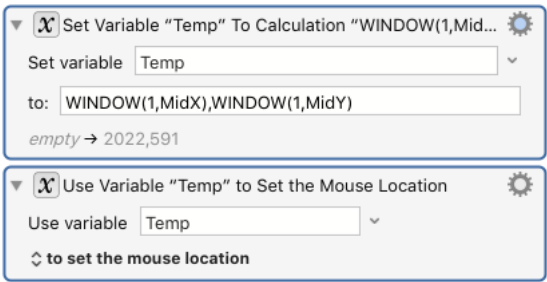 Set Variable “Temp” To Calculation “WINDOW(1,Mid...
Set variable Temp
to: WINDOW(1,MidX),WINDOW(1,MidY)
empty → 2022,591
Use Variable “Temp” to Set the Mouse Location
Use variable Temp
to set the mouse location